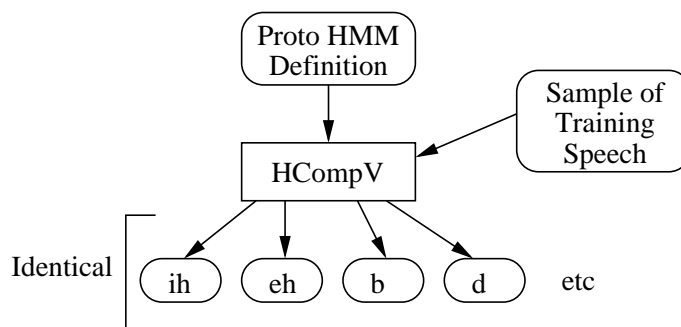 Proto HMM
Definition
Sample of
Training
Speech
HCompV
Identical
ih
eh
b
d
etc